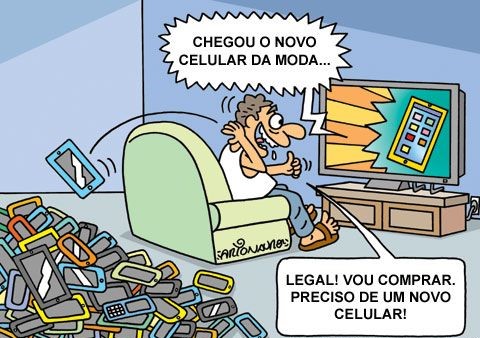 CHEGOU O NOVO
CELULAR DA MODA...
LEGAL! VOU COMPRAR.
PRECISO DE UM NOVO
CELULAR!